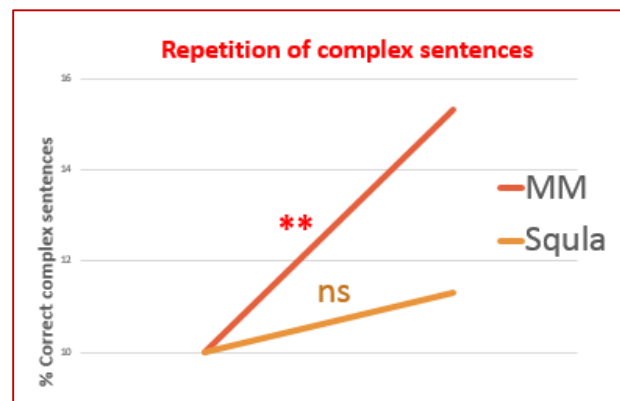 Repetition of complex sentences
% Correct complex sentences
16
14
12
10
**
ns
MM
Squla